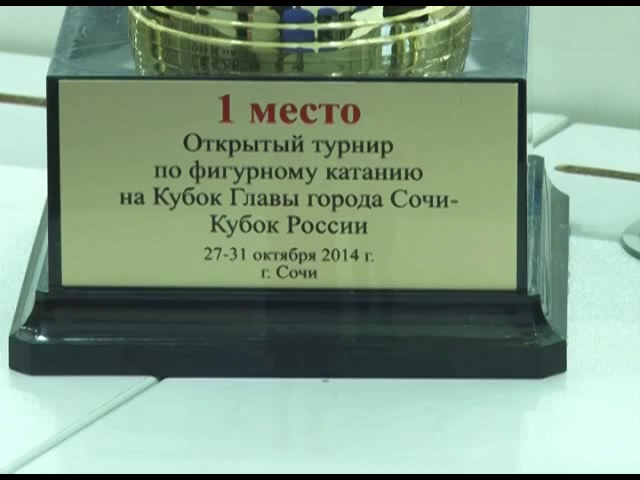 1 место
Открытый турнир
по фигурному катанию
на Кубок Главы города Сочи-
Кубок России
27-31 октября 2014 г.
г. Сочи